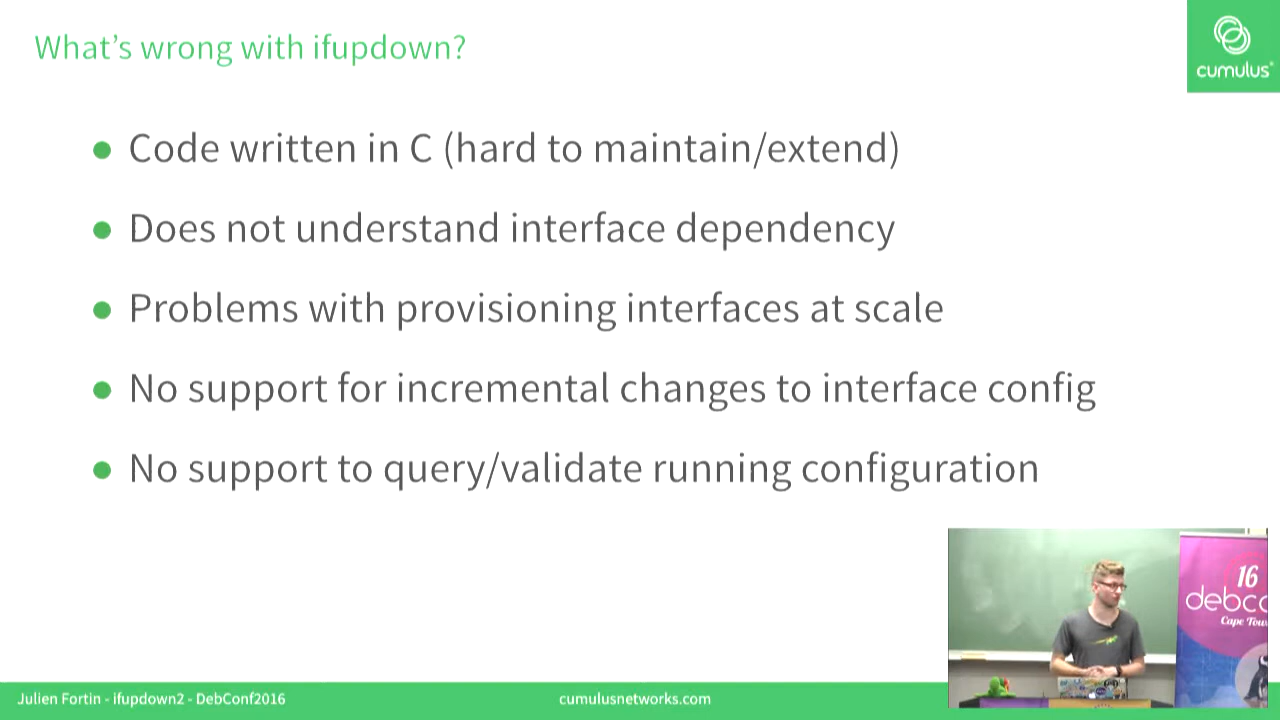 What's wrong with ifupdown?
cumulus
● Code written in C (hard to maintain/extend)
● Does not understand interface dependency
● Problems with provisioning interfaces at scale
● No support for incremental changes to interface config
● No support to query/validate running configuration
16
debco
Cape Tow
Julien Fortin - ifupdown2 - DebConf2016
cumulusnetworks.com